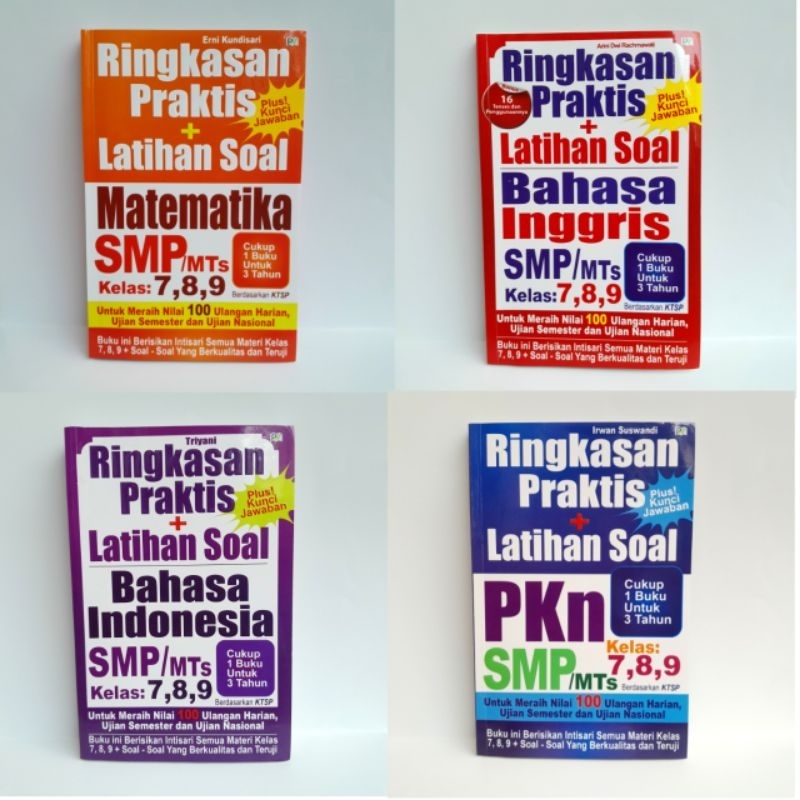 Erni Kundisari
Ringkasan
Praktis
+
Latihan Soal
Plus!
Kunci
Jawaban
Matematika
SMP/MTs
Kelas: 7,8,9
Cukup
1 Buku
Untuk
3 Tahun
Berdasarkan KTSP
Untuk Meraih Nilai 100 Ulangan Harian,
Ujian Semester dan Ujian Nasional
Buku ini Berisikan Intisari Semua Materi Kelas
7, 8, 9 + Soal - Soal Yang Berkualitas dan Teruji
Arini Dwi Rachmawati
Ringkasan
Praktis
+
Latihan Soal
16
Tenses dan
Penggunaannya
Plus!
Kunci
Jawaban
Bahasa
Inggris
SMP/MTs
Kelas: 7,8,9
Cukup
1 Buku
Untuk
3 Tahun
Berdasarkan KTSP
Untuk Meraih Nilai 100 Ulangan Harian,
Ujian Semester dan Ujian Nasional
Buku ini Berisikan Intisari Semua Materi Kelas
7, 8, 9 + Soal - Soal Yang Berkualitas dan Teruji
Triyani
Ringkasan
Praktis
+
Latihan Soal
Plus!
Kunci
Jawaban
Bahasa
Indonesia
SMP/MTs
Kelas: 7,8,9
Cukup
1 Buku
Untuk
3 Tahun
Berdasarkan KTSP
Untuk Meraih Nilai 100 Ulangan Harian,
Ujian Semester dan Ujian Nasional
Buku ini Berisikan Intisari Semua Materi Kelas
7, 8, 9 + Soal - Soal Yang Berkualitas dan Teruji
Irwan Suswandi
Ringkasan
Praktis
+
Latihan Soal
Plus!
Kunci
Jawaban
PKn
SMP/MTs
Cukup
1 Buku
Untuk
3 Tahun
Kelas:
7,8,9
Berdasarkan KTSP
Untuk Meraih Nilai 100 Ulangan Harian,
Ujian Semester dan Ujian Nasional
Buku ini Berisikan Intisari Semua Materi Kelas
7, 8, 9 + Soal - Soal Yang Berkualitas dan Teruji